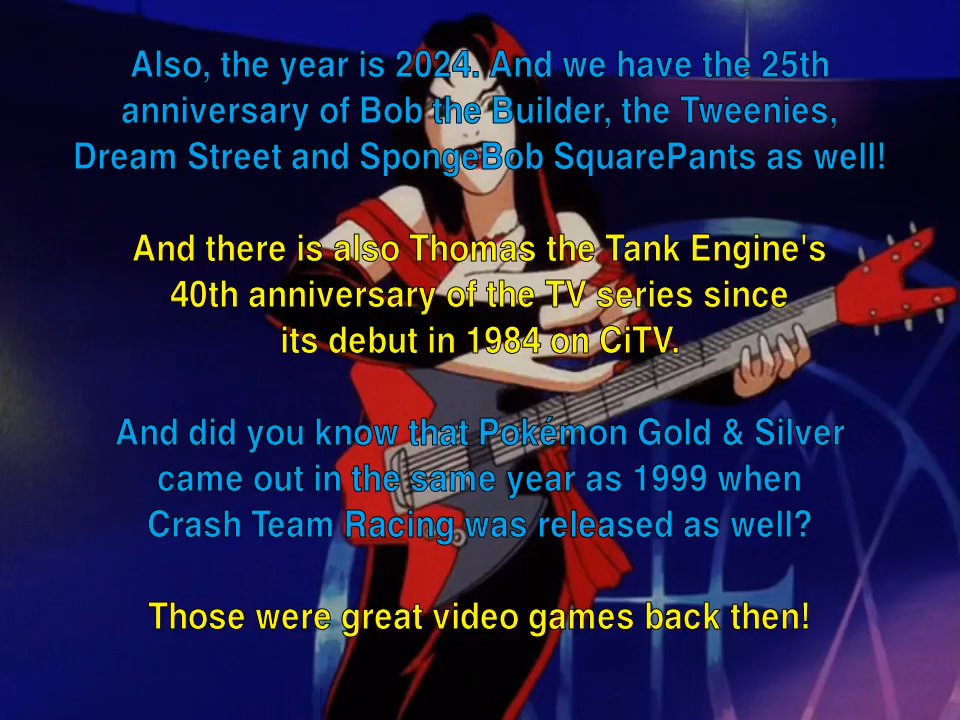 Also, the year is 2024. And we have the 25th
anniversary of Bob the Builder, the Tweenies,
Dream Street and SpongeBob SquarePants as well!
And there is also Thomas the Tank Engine's
40th anniversary of the TV series since
its debut in 1984 on CiTV.
And did you know that Pokémon Gold & Silver
came out in the same year as 1999 when
Crash Team Racing was released as well?
Those were great video games back then!